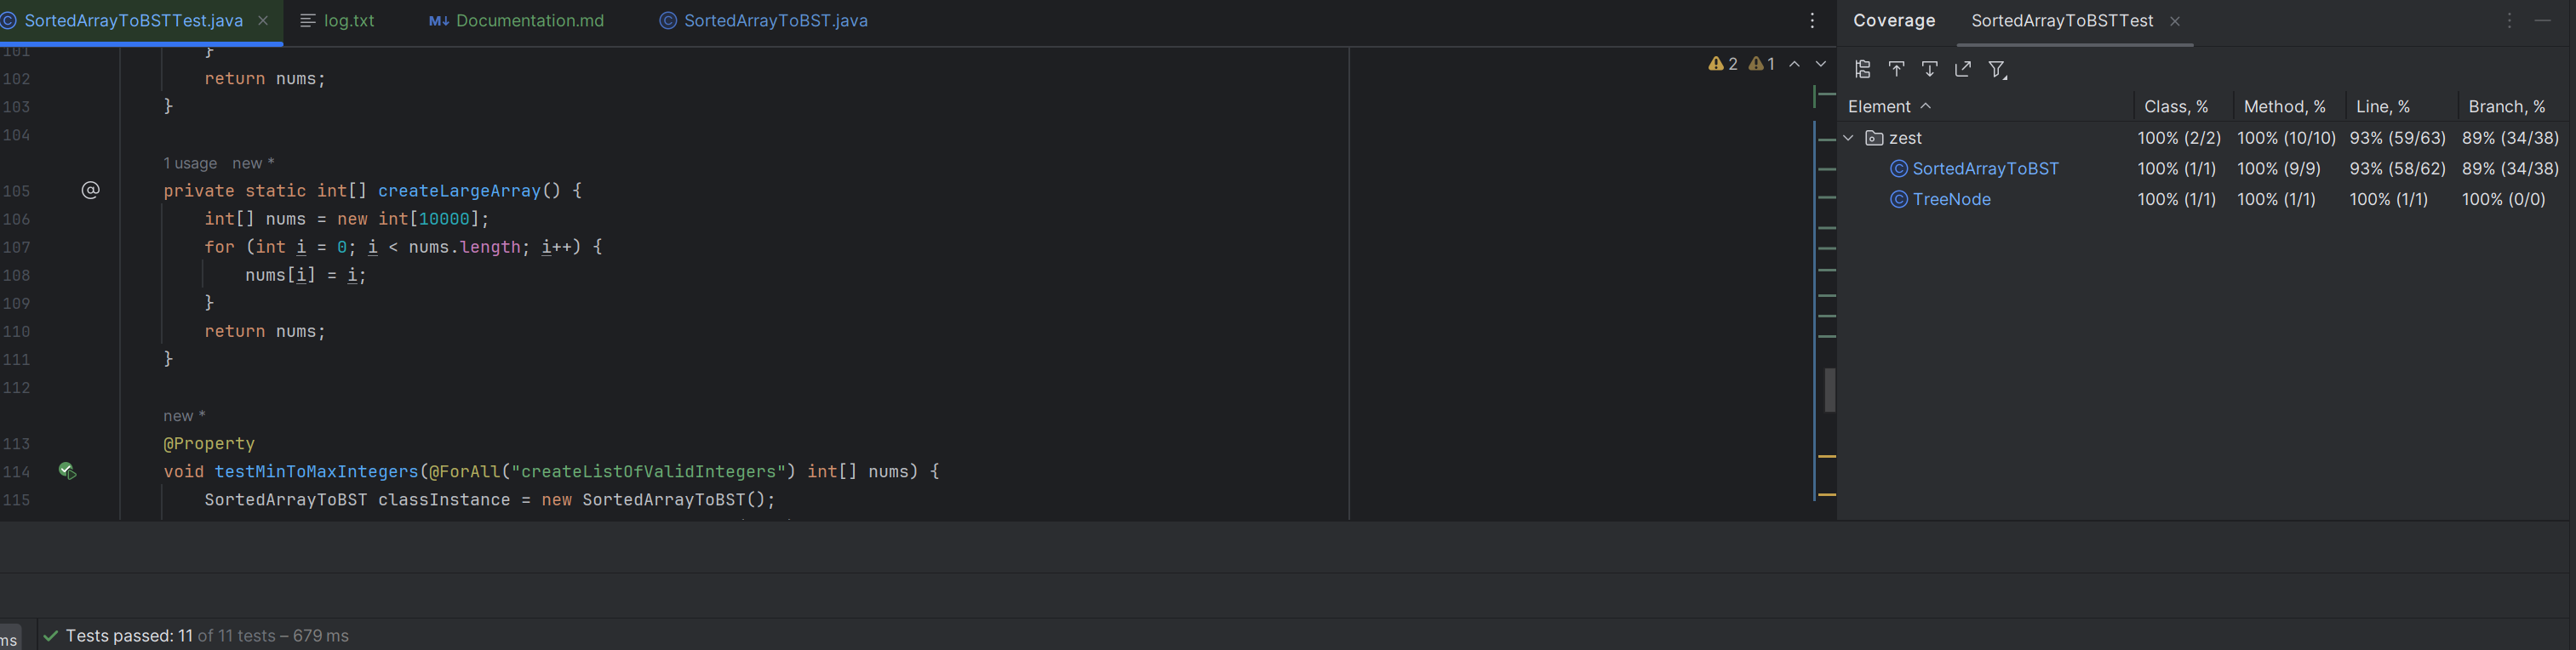 SortedArrayToBSTTest.java × log.txt M↓ Documentation.md SortedArrayToBST.java
101 }
102 return nums;
103 }
104
1 usage new *
105 @ private static int[] createLargeArray() {
106 int[] nums = new int[10000];
107 for (int i = 0; i < nums.length; i++) {
108 nums[i] = i;
109 }
110 return nums;
111 }
112
new *
113 @Property
114 void testMinToMaxIntegers(@ForAll("createListOfValidIntegers") int[] nums) {
115 SortedArrayToBST classInstance = new SortedArrayToBST();
2 1
Coverage SortedArrayToBSTTest ×
Element Class, % Method, % Line, % Branch, %
zest 100% (2/2) 100% (10/10) 93% (59/63) 89% (34/38)
SortedArrayToBST 100% (1/1) 100% (9/9) 93% (58/62) 89% (34/38)
TreeNode 100% (1/1) 100% (1/1) 100% (1/1) 100% (0/0)
ms Tests passed: 11 of 11 tests – 679 ms